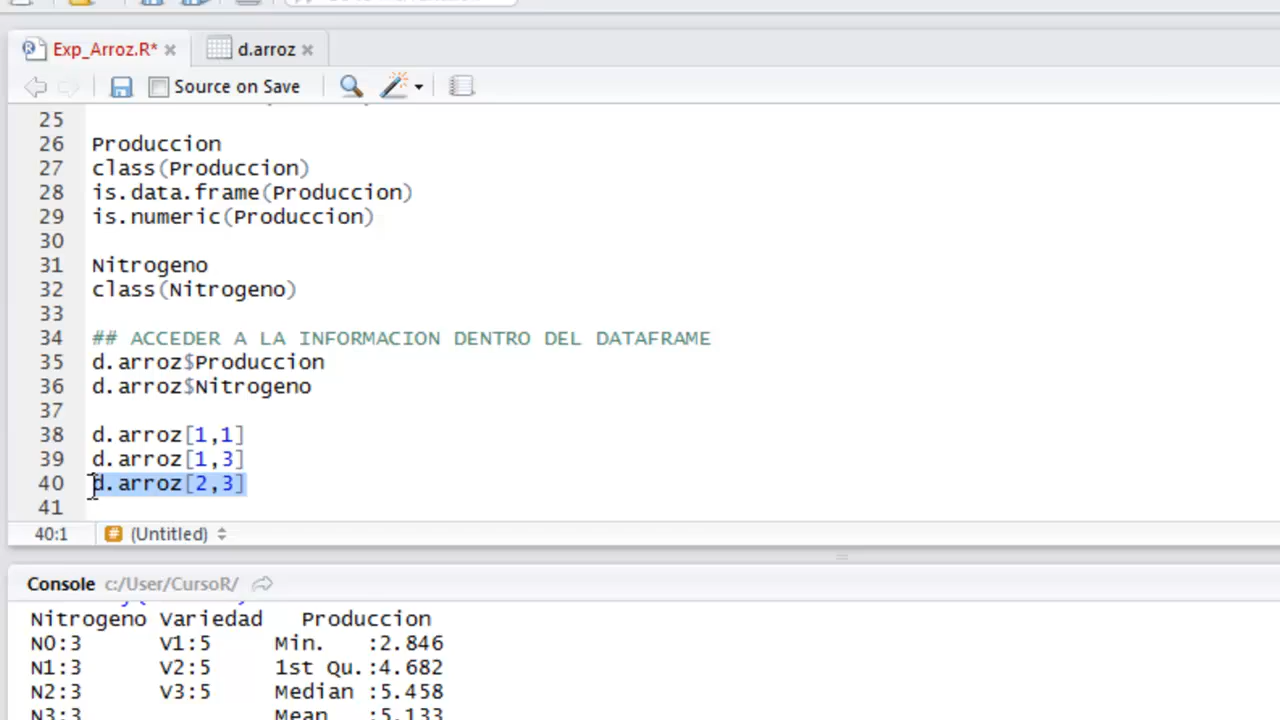 Exp_Arroz.R*
d.arroz
Source on Save
25
26 Produccion
27 class(Produccion)
28 is.data.frame(Produccion)
29 is.numeric(Produccion)
30
31 Nitrogeno
32 class(Nitrogeno)
33
34 ## ACCEDER A LA INFORMACION DENTRO DEL DATAFRAME
35 d.arroz$Produccion
36 d.arroz$Nitrogeno
37
38 d.arroz[1,1]
39 d.arroz[1,3]
40 d.arroz[2,3]
41
40:1 # (Untitled)
Console c:/User/CursoR/
Nitrogeno Variedad Produccion
N0:3 V1:5 Min. :2.846
N1:3 V2:5 1st Qu.:4.682
N2:3 V3:5 Median :5.458
N3:3 Mean :5.133